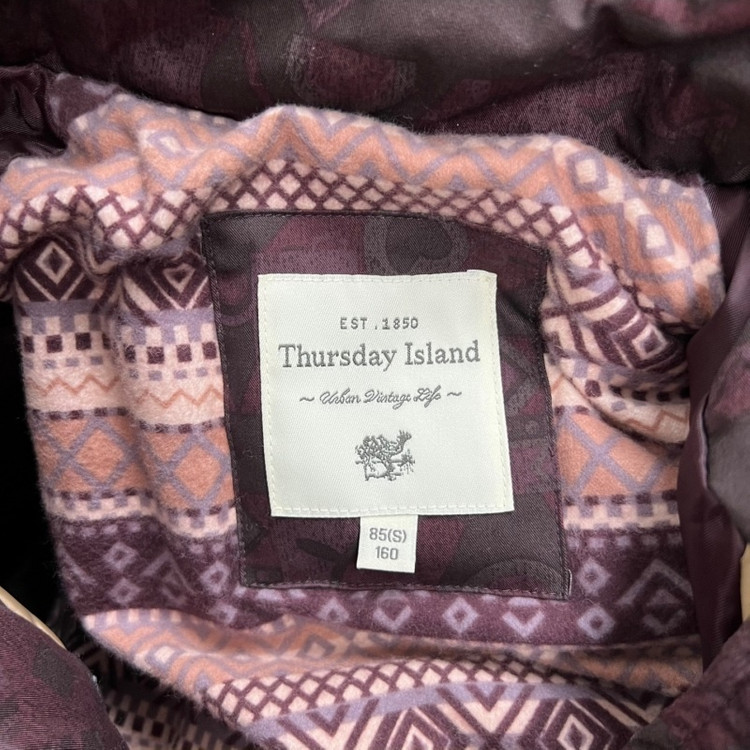 EST . 1850
Thursday Island
~ Urban Vintage Life ~
85(S)
160